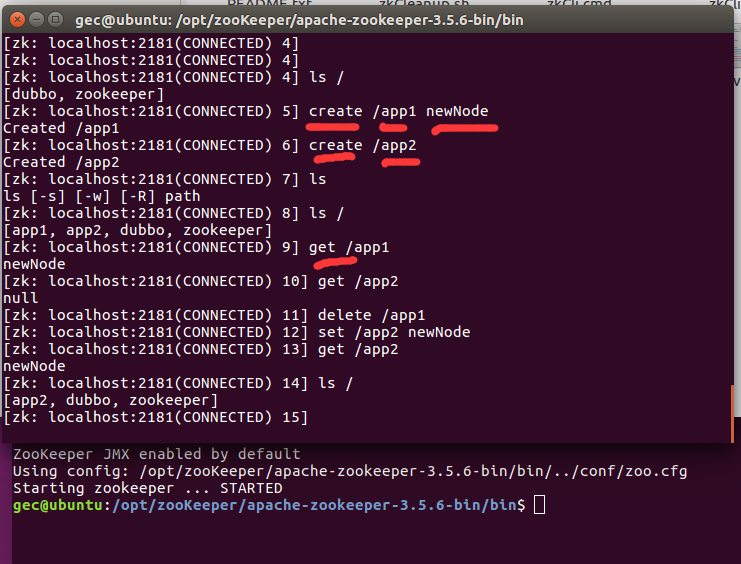 README.txt zkCleanup.sh zkCli.cmd
gec@ubuntu: /opt/zooKeeper/apache-zookeeper-3.5.6-bin/bin
[zk: localhost:2181(CONNECTED) 4]
[zk: localhost:2181(CONNECTED) 4]
[zk: localhost:2181(CONNECTED) 4] ls /
[dubbo, zookeeper]
[zk: localhost:2181(CONNECTED) 5] create /app1 newNode
Created /app1
[zk: localhost:2181(CONNECTED) 6] create /app2
Created /app2
[zk: localhost:2181(CONNECTED) 7] ls
ls [-s] [-w] [-R] path
[zk: localhost:2181(CONNECTED) 8] ls /
[app1, app2, dubbo, zookeeper]
[zk: localhost:2181(CONNECTED) 9] get /app1
newNode
[zk: localhost:2181(CONNECTED) 10] get /app2
null
[zk: localhost:2181(CONNECTED) 11] delete /app1
[zk: localhost:2181(CONNECTED) 12] set /app2 newNode
[zk: localhost:2181(CONNECTED) 13] get /app2
newNode
[zk: localhost:2181(CONNECTED) 14] ls /
[app2, dubbo, zookeeper]
[zk: localhost:2181(CONNECTED) 15]
ZooKeeper JMX enabled by default
Using config: /opt/zooKeeper/apache-zookeeper-3.5.6-bin/bin/../conf/zoo.cfg
Starting zookeeper ... STARTED
gec@ubuntu:/opt/zooKeeper/apache-zookeeper-3.5.6-bin/bin$